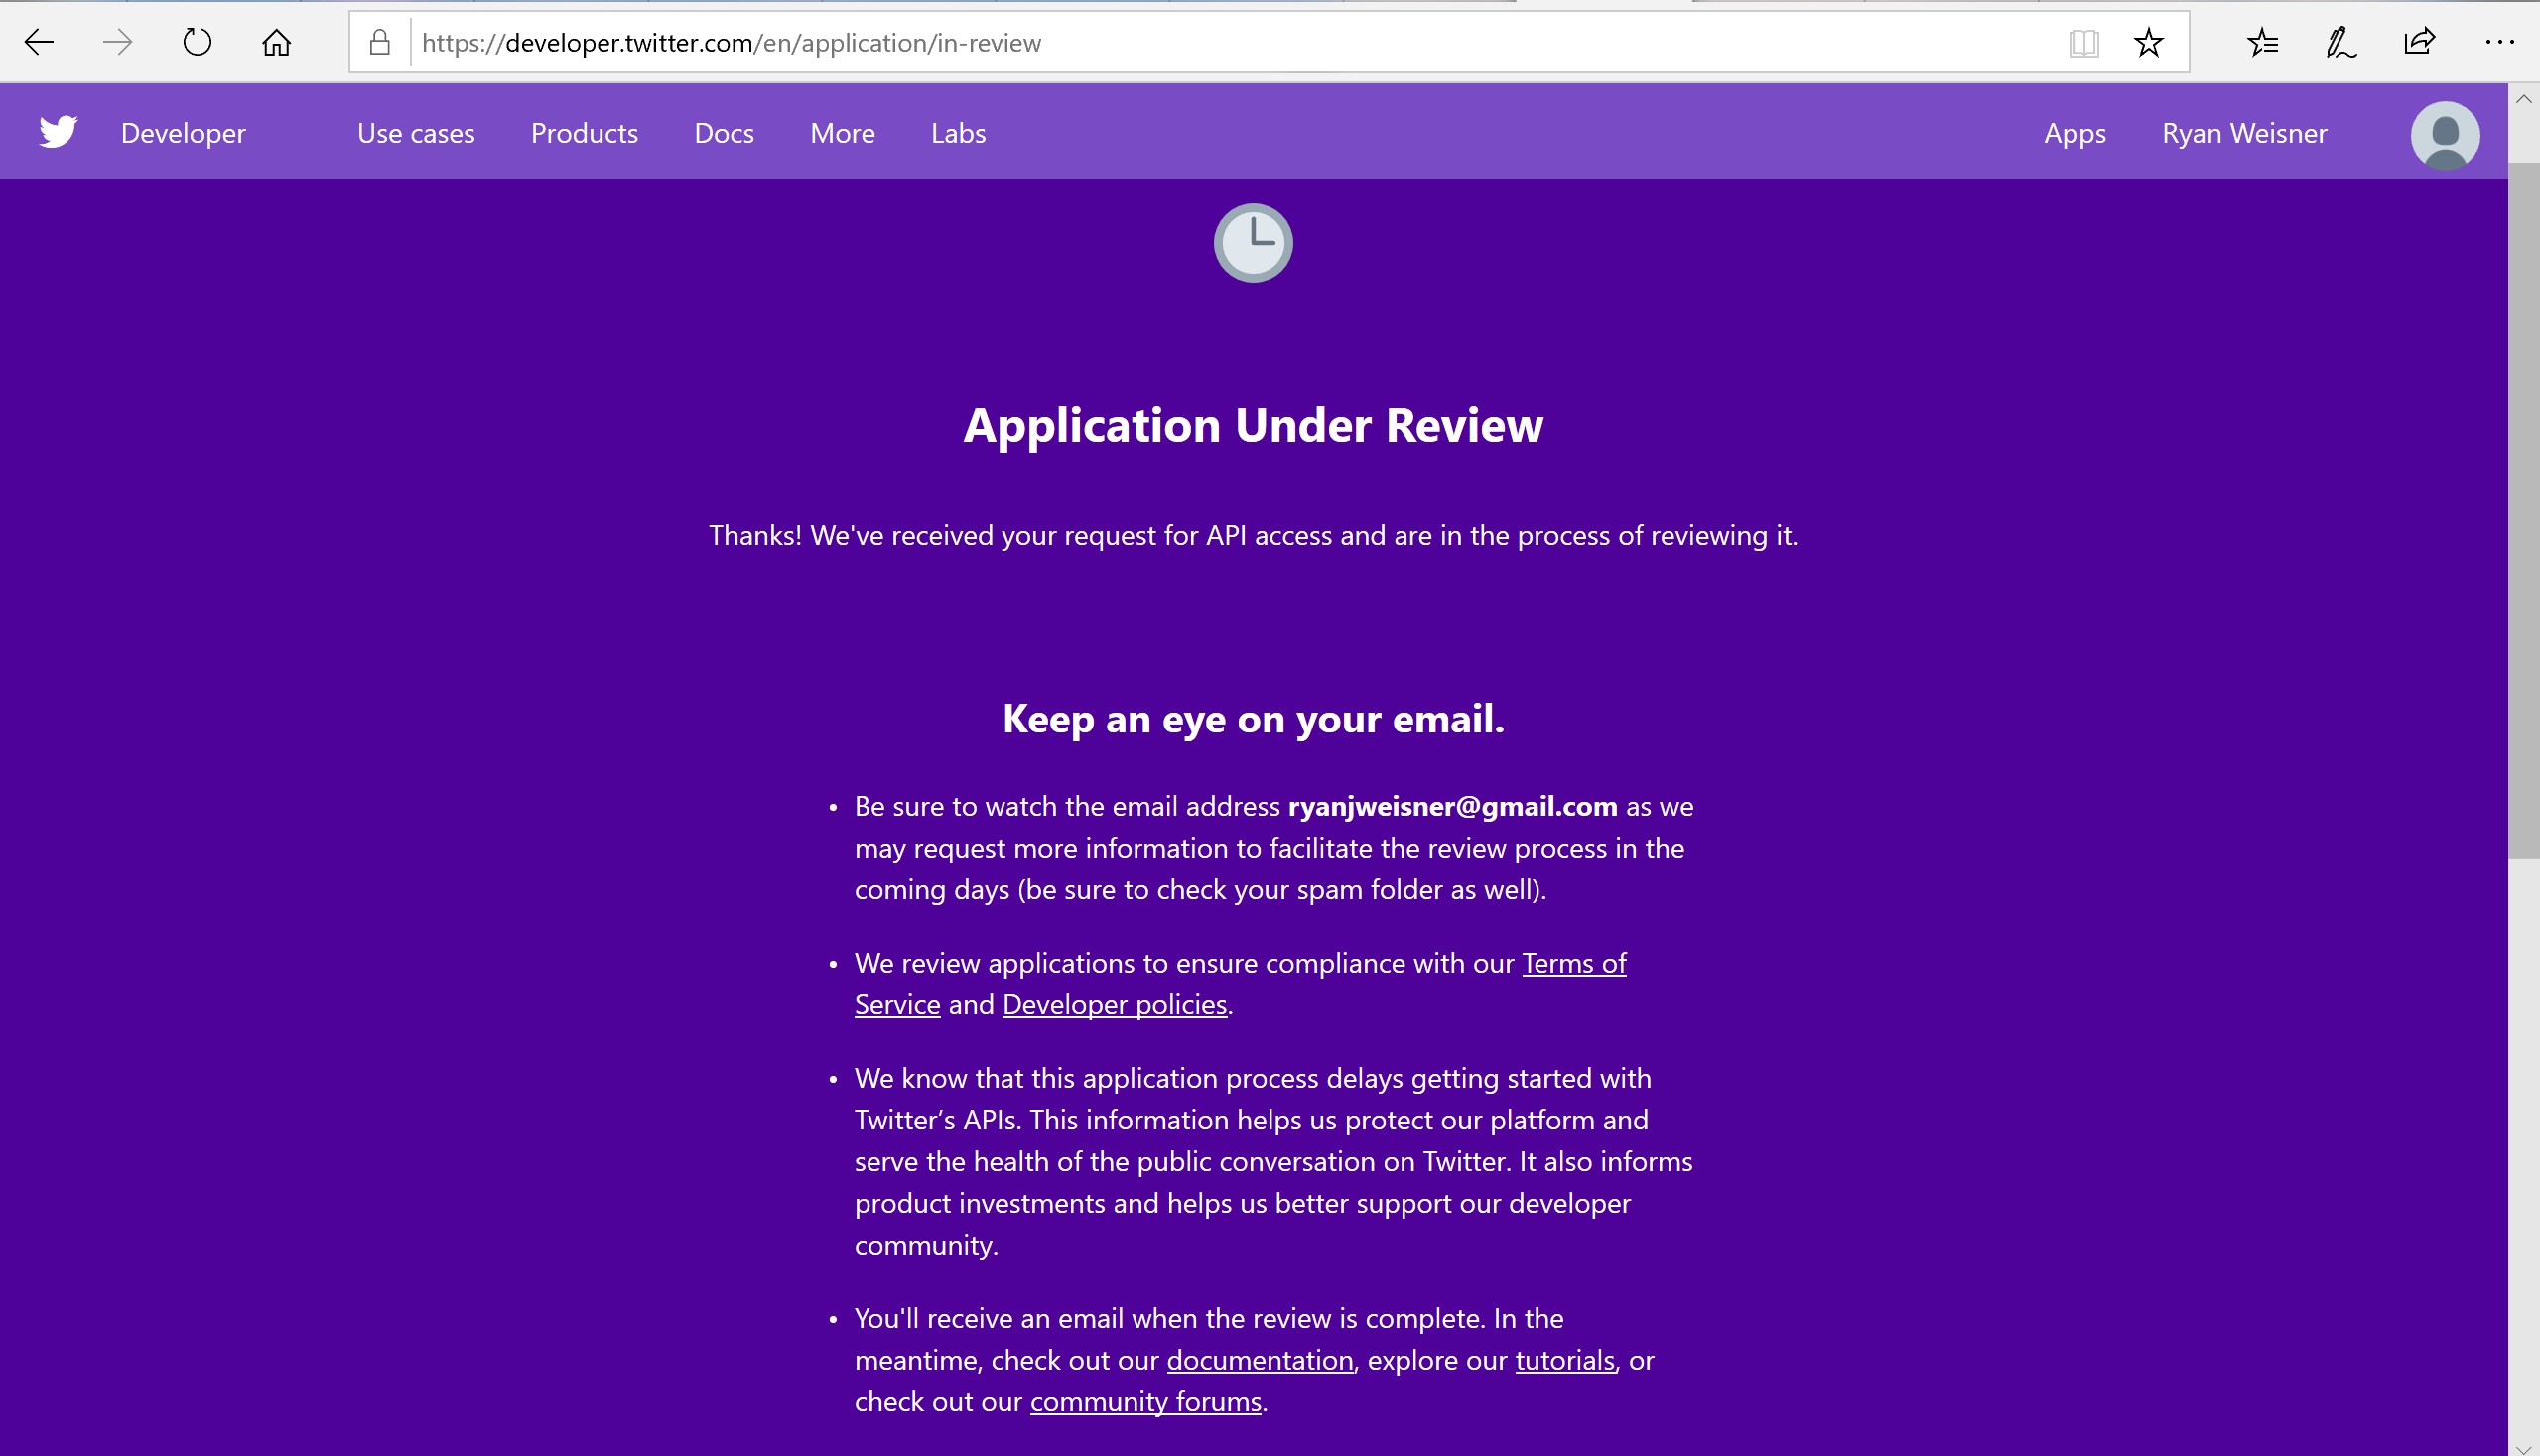 https://developer.twitter.com/en/application/in-review
Developer Use cases Products Docs More Labs Apps Ryan Weisner
Application Under Review
Thanks! We've received your request for API access and are in the process of reviewing it.
Keep an eye on your email.
• Be sure to watch the email address ryanjweisner@gmail.com as we
may request more information to facilitate the review process in the
coming days (be sure to check your spam folder as well).
• We review applications to ensure compliance with our Terms of
Service and Developer policies.
• We know that this application process delays getting started with
Twitter’s APIs. This information helps us protect our platform and
serve the health of the public conversation on Twitter. It also informs
product investments and helps us better support our developer
community.
• You'll receive an email when the review is complete. In the
meantime, check out our documentation, explore our tutorials, or
check out our community forums.